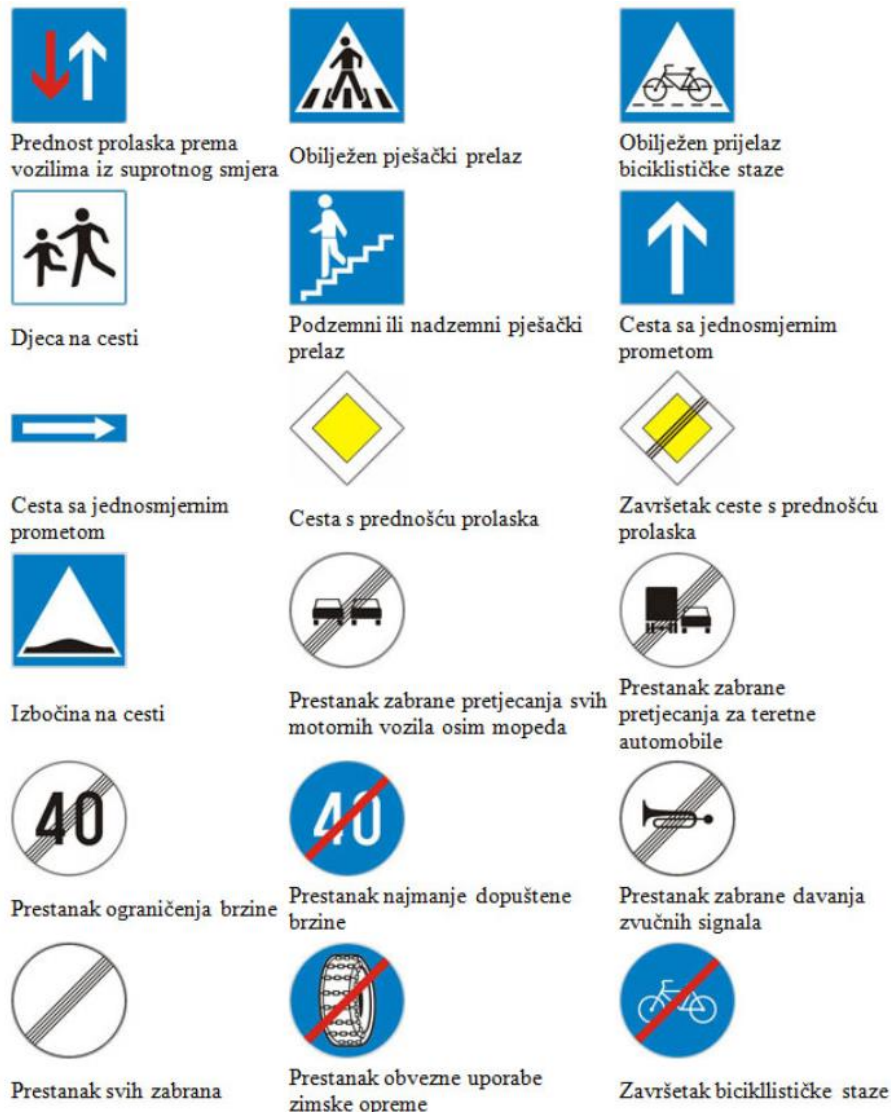 Prednost prolaska prema
vozilima iz suprotnog smjera
Obilježen pješački prelaz
Obilježen prijelaz
biciklističke staze
Djeca na cesti
Podzemni ili nadzemni pješački
prelaz
Cesta sa jednosmjernim
prometom
Cesta sa jednosmjernim
prometom
Cesta s prednošću prolaska
Završetak ceste s prednošću
prolaska
Izbočina na cesti
Prestanak zabrane pretjecanja svih
motornih vozila osim mopeda
Prestanak zabrane
pretjecanja za teretne
automobile
40
Prestanak ograničenja brzine
40
Prestanak najmanje dopuštene
brzine
Prestanak zabrane davanja
zvučnih signala
Prestanak svih zabrana
Prestanak obvezne uporabe
zimske opreme
Završetak bicikllističke staze